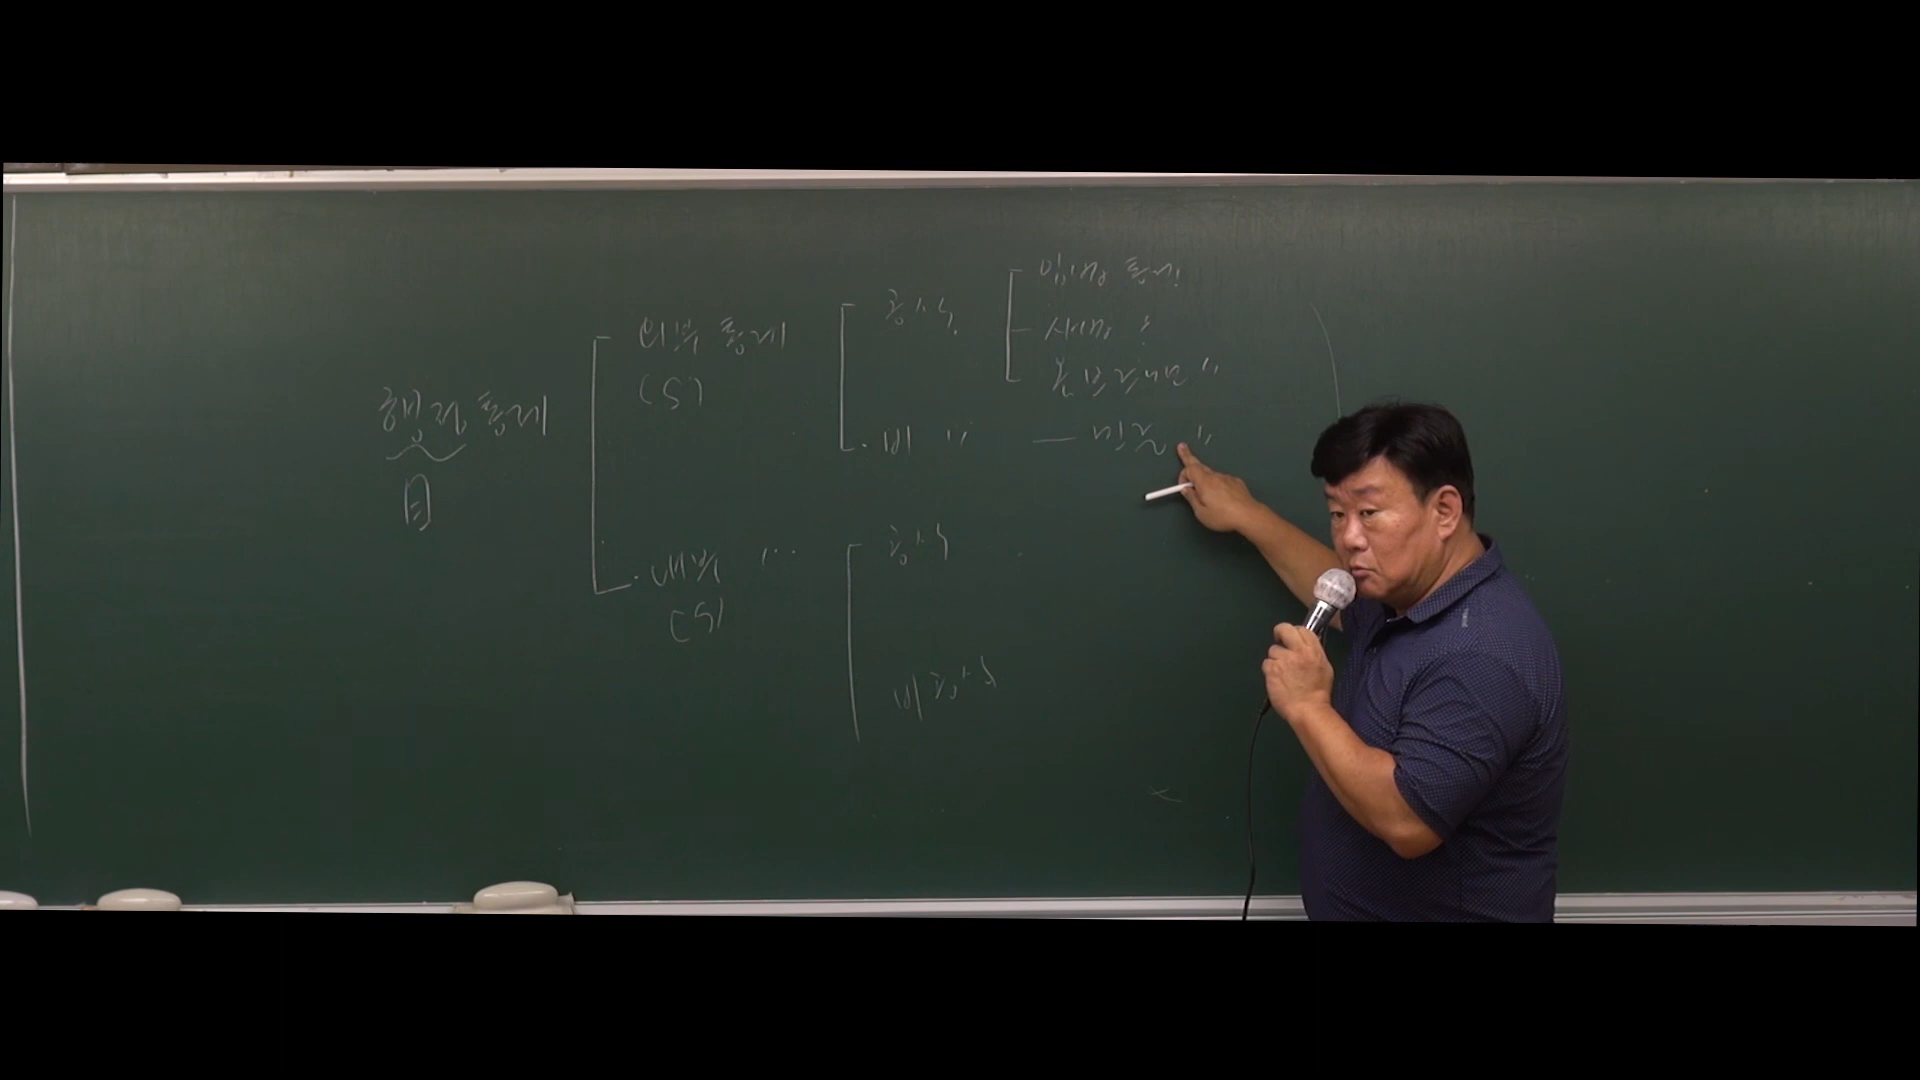 행정통제
目
외부 통제
(S)
내부 〃
(S)
공식
비 〃
입법 통제
사법 〃
옴브즈만 〃
민중 〃
공식
비공식